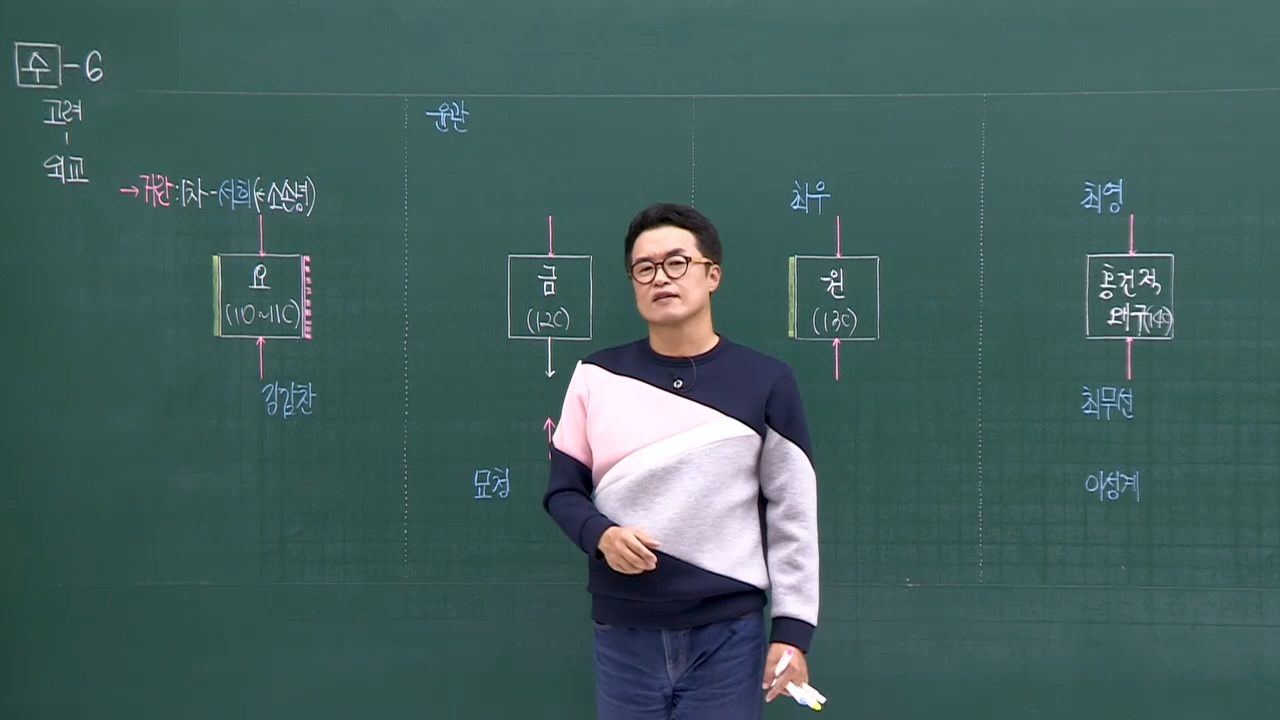 수-6
고려
외교
윤관
→거란:1차-서희(↔소손녕)
최우
최영
요
(10~11C)
금
(12C)
원
(13C)
홍건적
왜구(14C)
강감찬
최무선
묘청
이성계